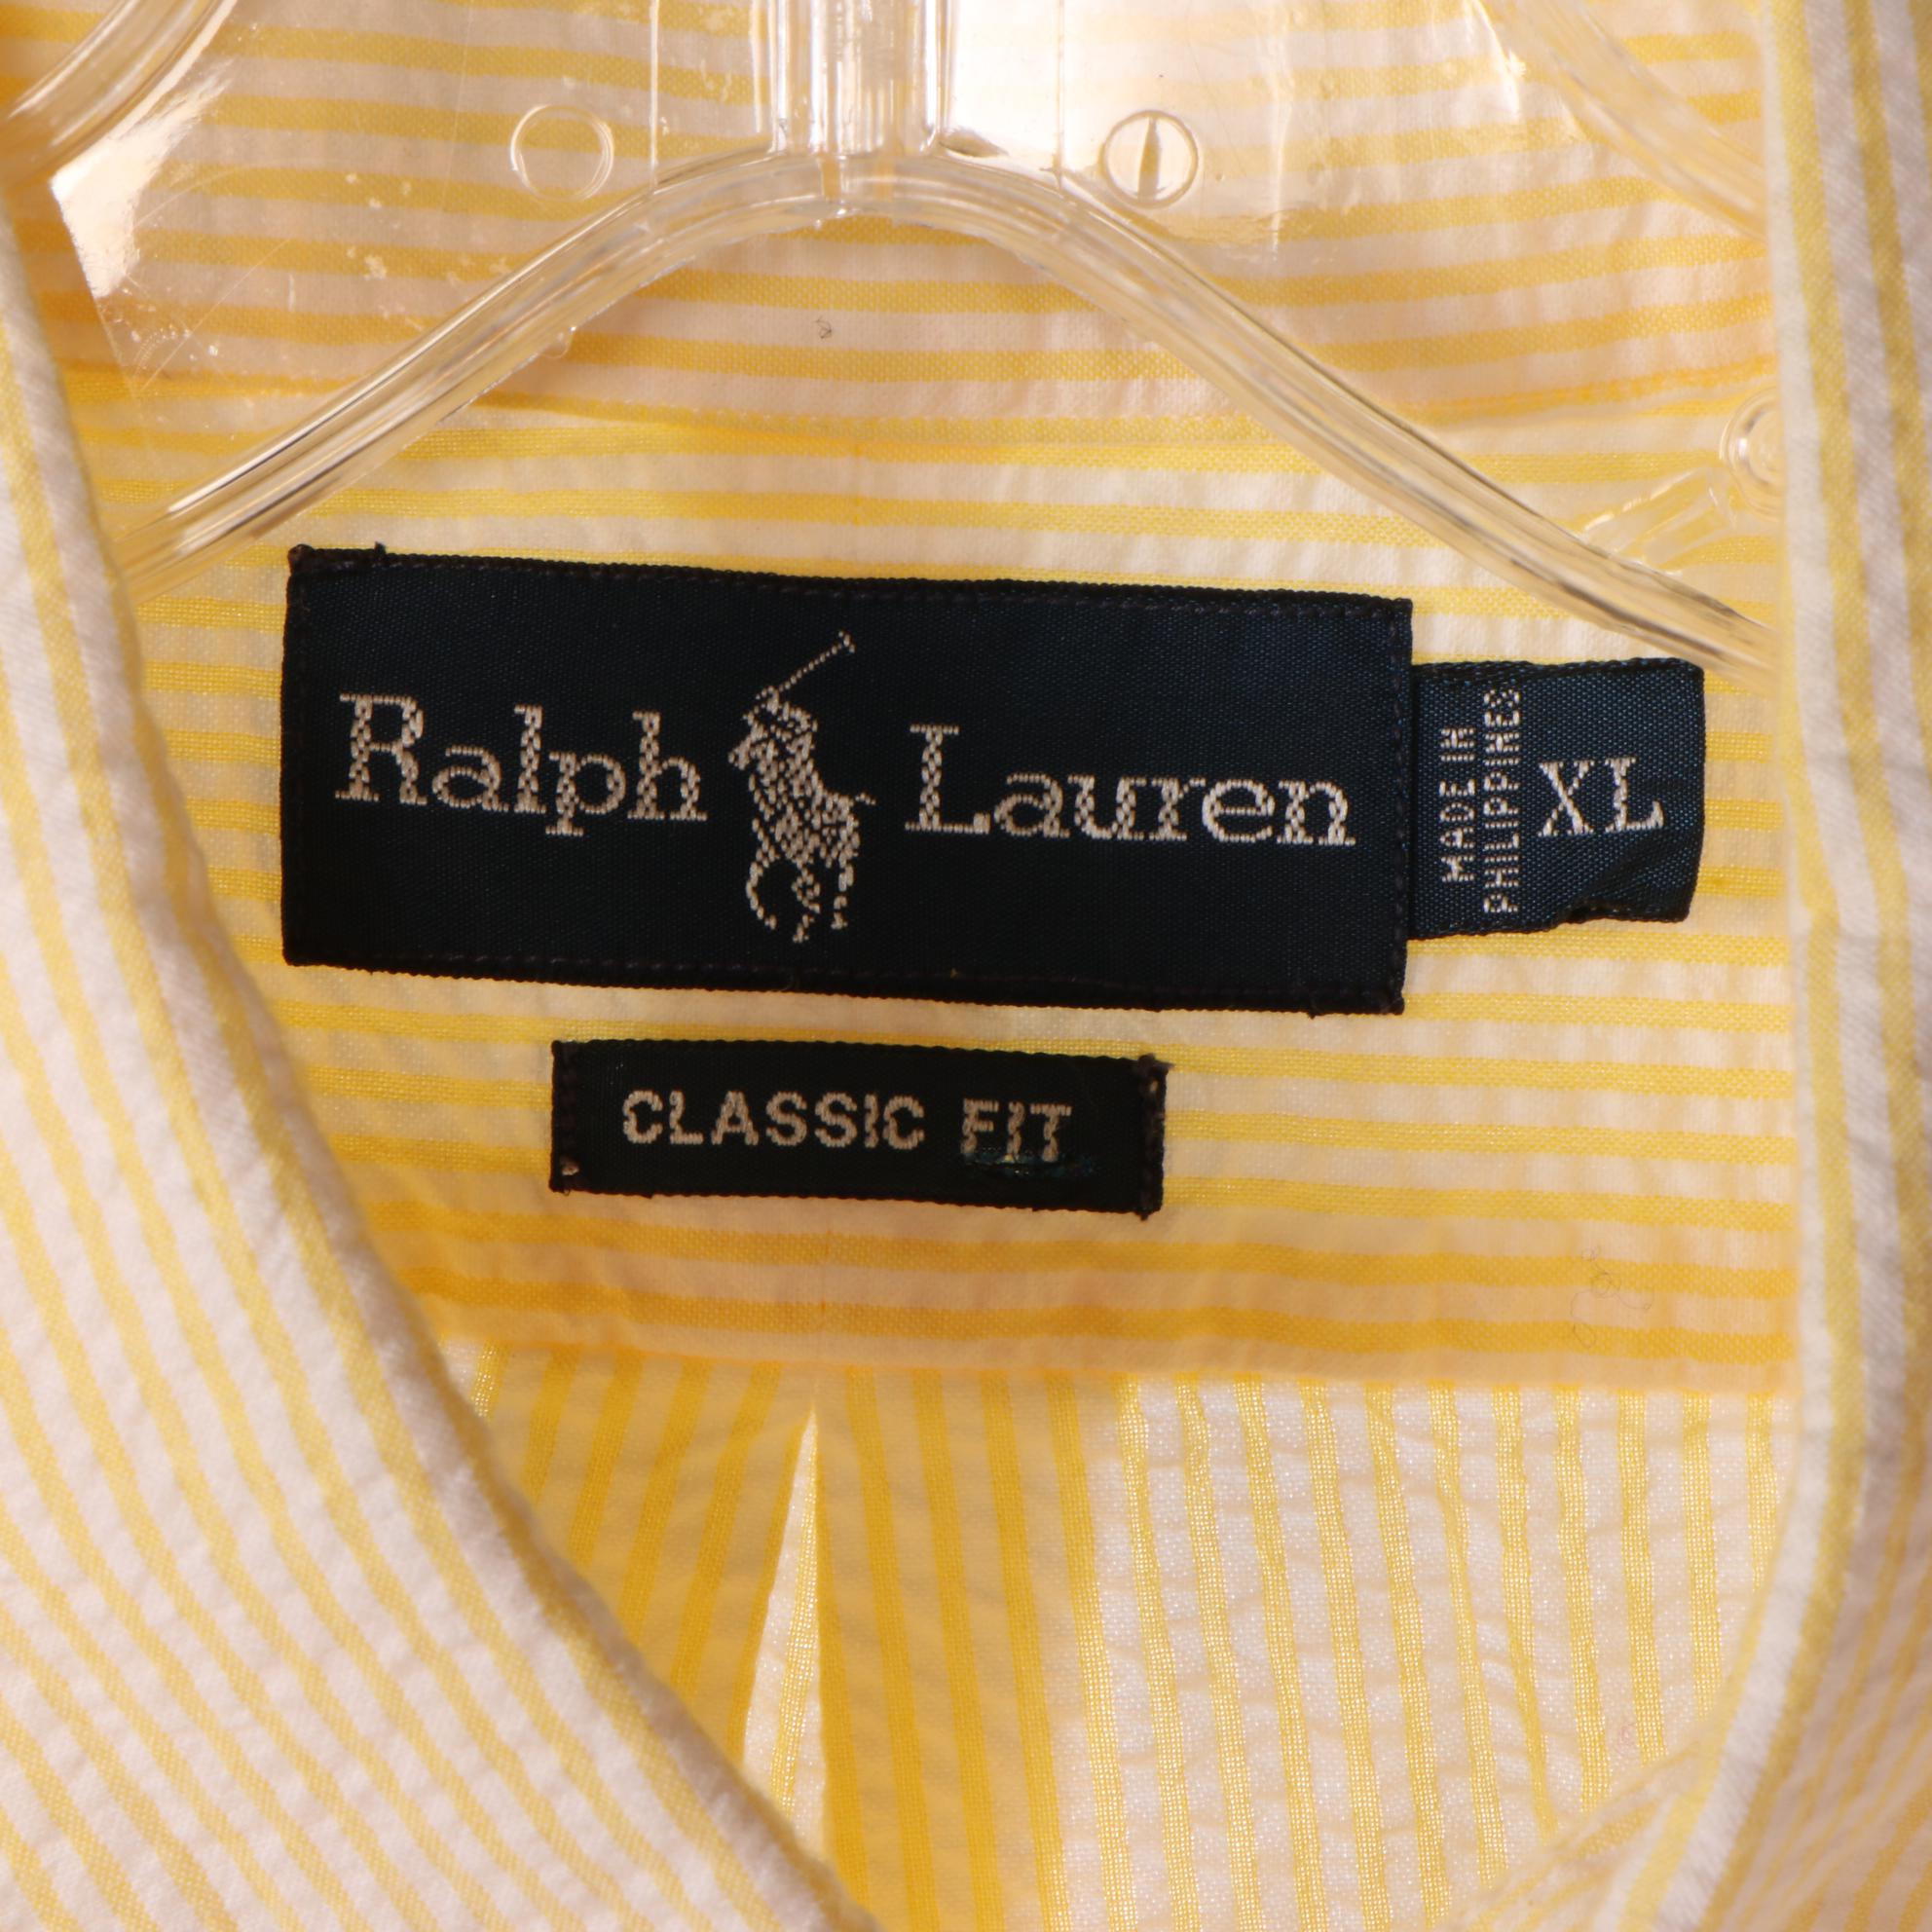 Ralph Lauren
MADE IN
PHILIPPINES
XL
CLASSIC FIT